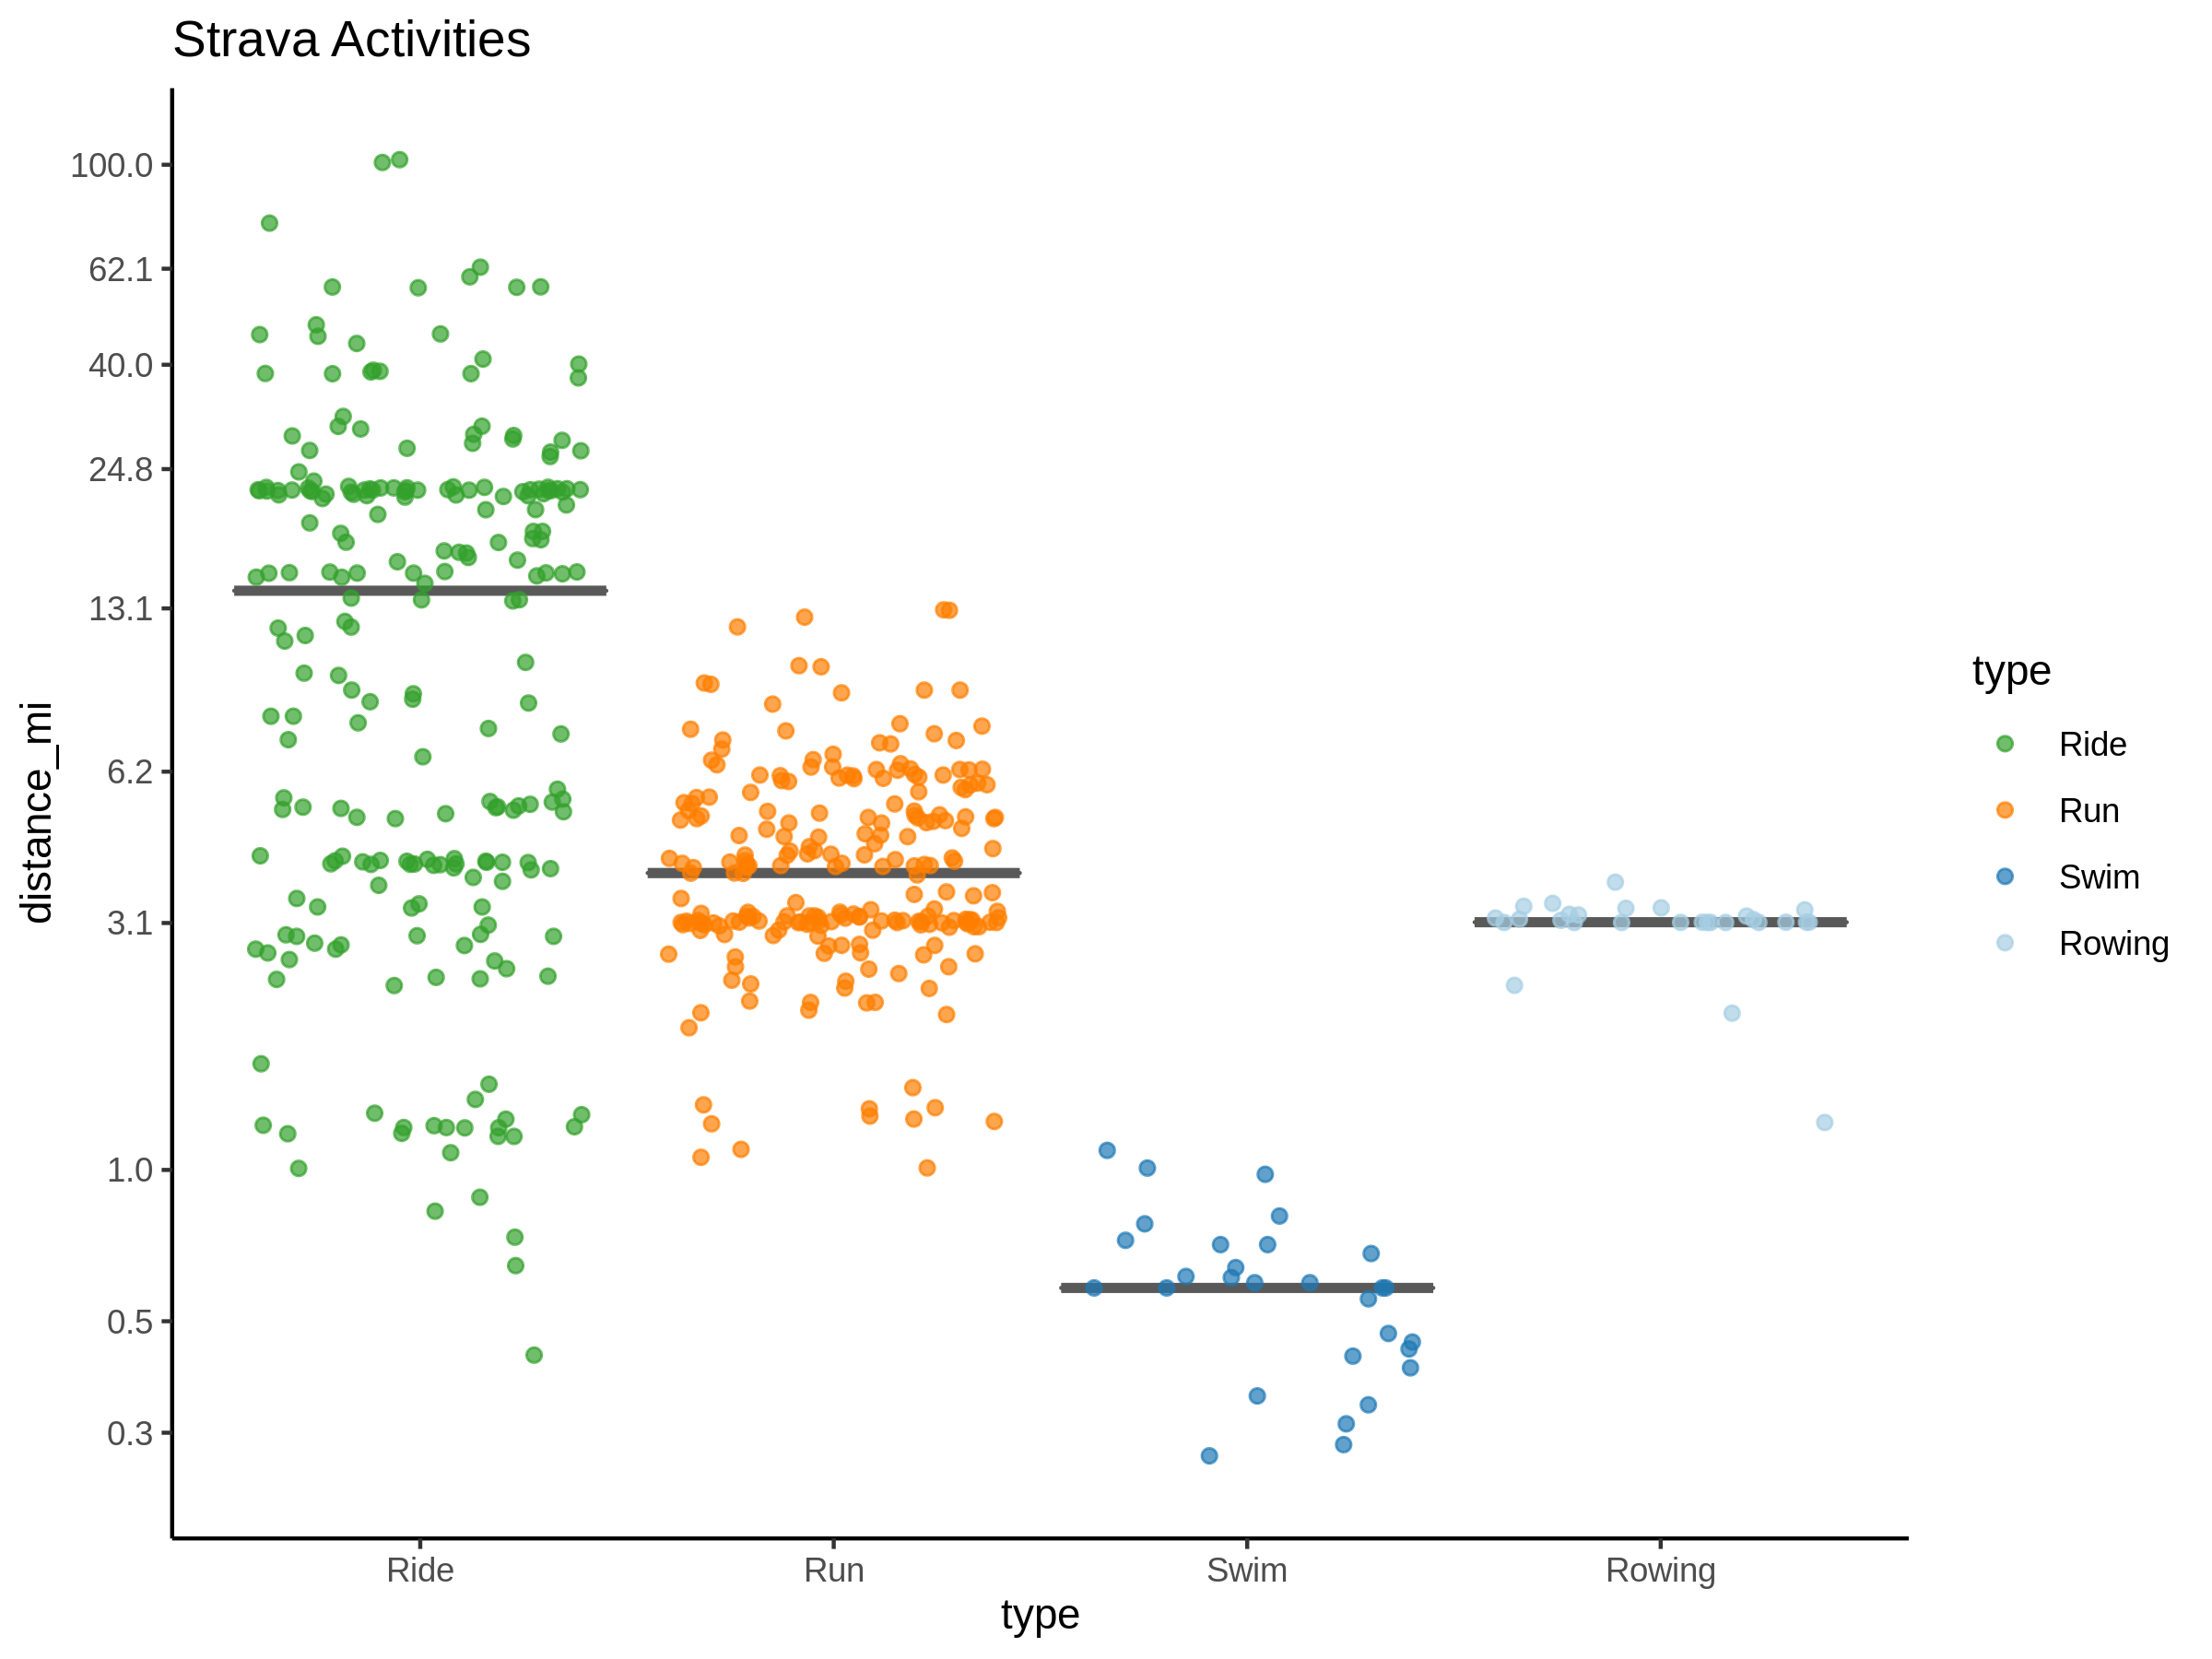 Strava Activities
distance_mi
100.0
62.1
40.0
24.8
13.1
6.2
3.1
1.0
0.5
0.3
Ride
Run
Swim
Rowing
type
type
Ride
Run
Swim
Rowing